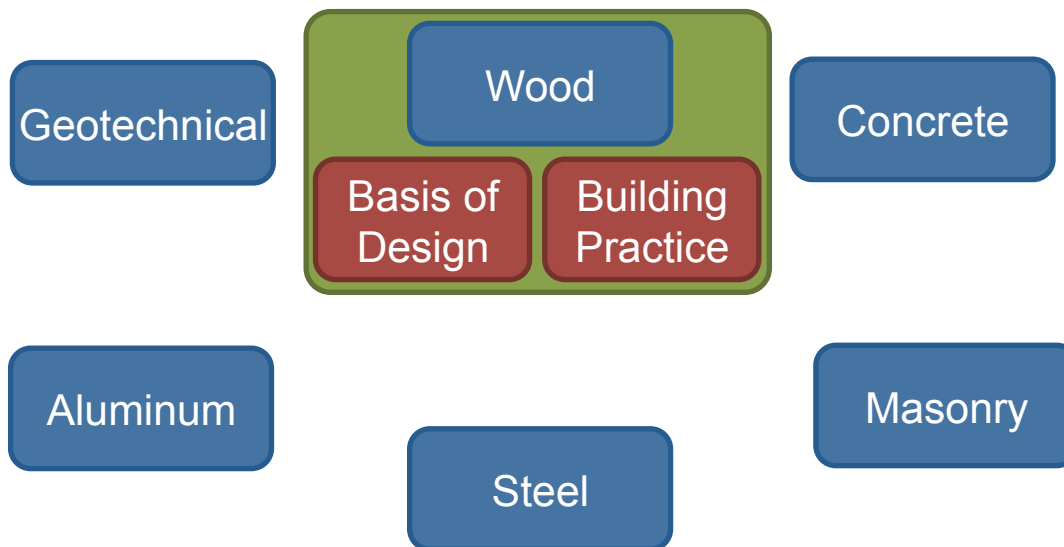 Wood
Geotechnical
Concrete
Basis of
Design
Building
Practice
Aluminum
Masonry
Steel